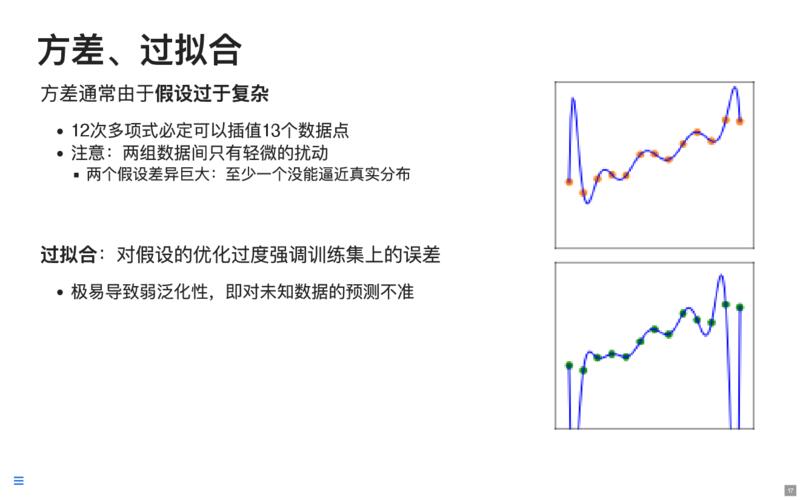 方差、过拟合
方差通常由于假设过于复杂
12次多项式必定可以插值13个数据点
注意：两组数据间只有轻微的扰动
两个假设差异巨大：至少一个没能逼近真实分布
过拟合：对假设的优化过度强调训练集上的误差
极易导致弱泛化性，即对未知数据的预测不准
17